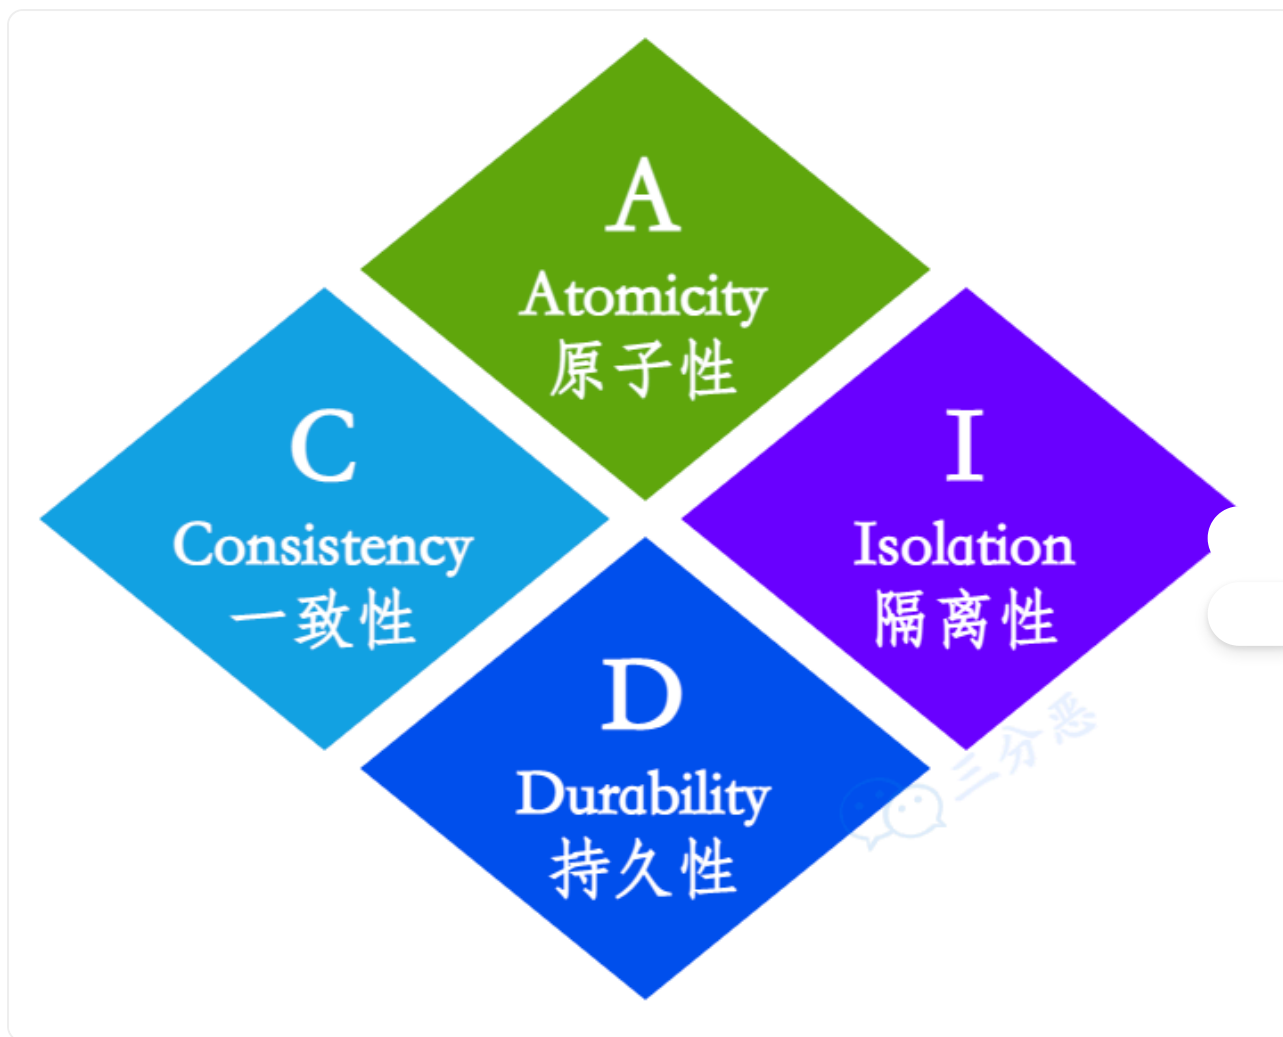 A
Atomicity
原子性
C
Consistency
一致性
I
Isolation
隔离性
D
Durability
持久性
三分恶